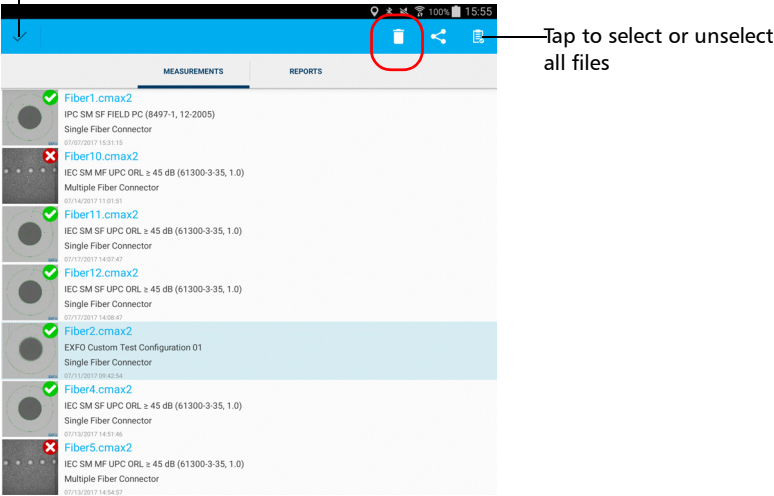 100% 15:55
Tap to select or unselect
all files
MEASUREMENTS REPORTS
Fiber1.cmax2
IPC SM SF FIELD PC (8497-1, 12-2005)
Single Fiber Connector
07/07/2017 15:31:15
Fiber10.cmax2
IEC SM MF UPC ORL ≥ 45 dB (61300-3-35, 1.0)
Multiple Fiber Connector
07/14/2017 11:01:51
Fiber11.cmax2
IEC SM SF UPC ORL ≥ 45 dB (61300-3-35, 1.0)
Single Fiber Connector
07/17/2017 14:07:47
Fiber12.cmax2
IEC SM SF UPC ORL ≥ 45 dB (61300-3-35, 1.0)
Single Fiber Connector
07/17/2017 14:08:47
Fiber2.cmax2
EXFO Custom Test Configuration 01
Single Fiber Connector
07/11/2017 09:42:54
Fiber4.cmax2
IEC SM SF UPC ORL ≥ 45 dB (61300-3-35, 1.0)
Single Fiber Connector
07/13/2017 14:51:46
Fiber5.cmax2
IEC SM MF UPC ORL ≥ 45 dB (61300-3-35, 1.0)
Multiple Fiber Connector
07/13/2017 14:54:57